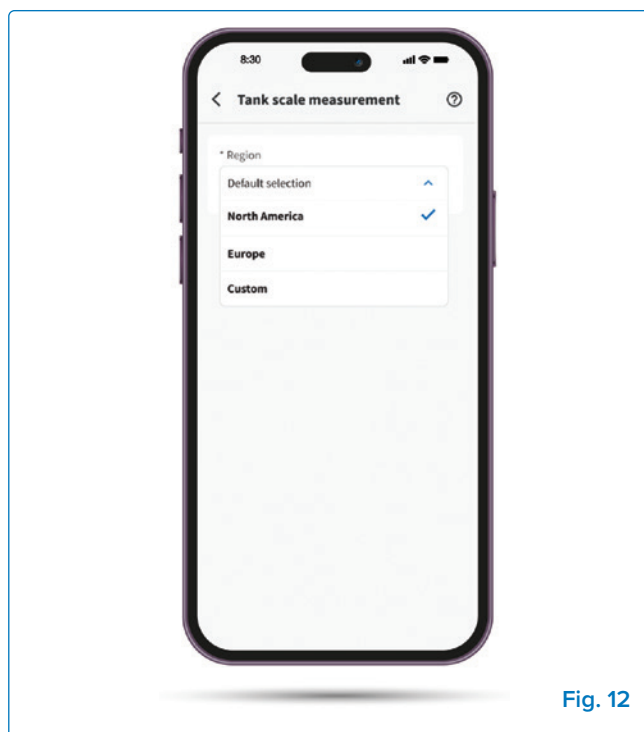 8:30
Tank scale measurement
* Region
Default selection
North America
Europe
Custom
Fig. 12